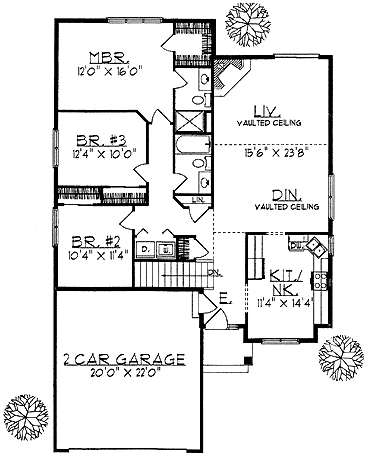 MBR.
12'0" x 16'0"
LIV.
VAULTED CEILING
15'6" x 23'8"
BR. #3
12'4" x 10'0"
DIN.
VAULTED CEILING
LIN.
BR. #2
10'4" x 11'4"
D.
DW.
DN.
KIT./
NK.
11'4" x 14'4"
E.
2 CAR GARAGE
20'0" x 22'0"